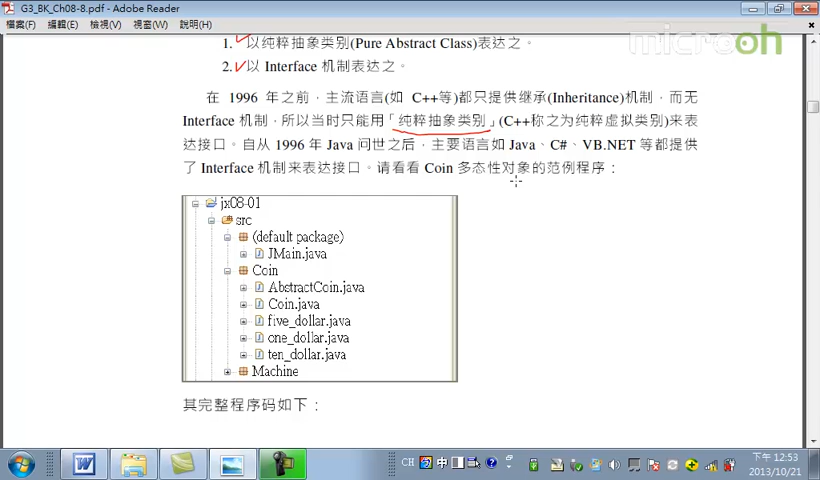 G3_BK_Ch08-8.pdf - Adobe Reader
檔案(F) 編輯(E) 檢視(V) 視窗(W) 說明(H)
microoh
1. 以纯粹抽象类别(Pure Abstract Class)表达之。
2. 以 Interface 机制表达之。
在 1996 年之前，主流语言(如 C++等)都只提供继承(Inheritance)机制，而无
Interface 机制，所以当时只能用「纯粹抽象类别」(C++称之为纯粹虚拟类别)来表
达接口。自从 1996 年 Java 问世之后，主要语言如 Java、C#、VB.NET 等都提供
了 Interface 机制来表达接口。请看看 Coin 多态性对象的范例程序：
jx08-01
src
(default package)
JMain.java
Coin
AbstractCoin.java
Coin.java
five_dollar.java
one_dollar.java
ten_dollar.java
Machine
其完整程序码如下：
CH 中
下午 12:53
2013/10/21